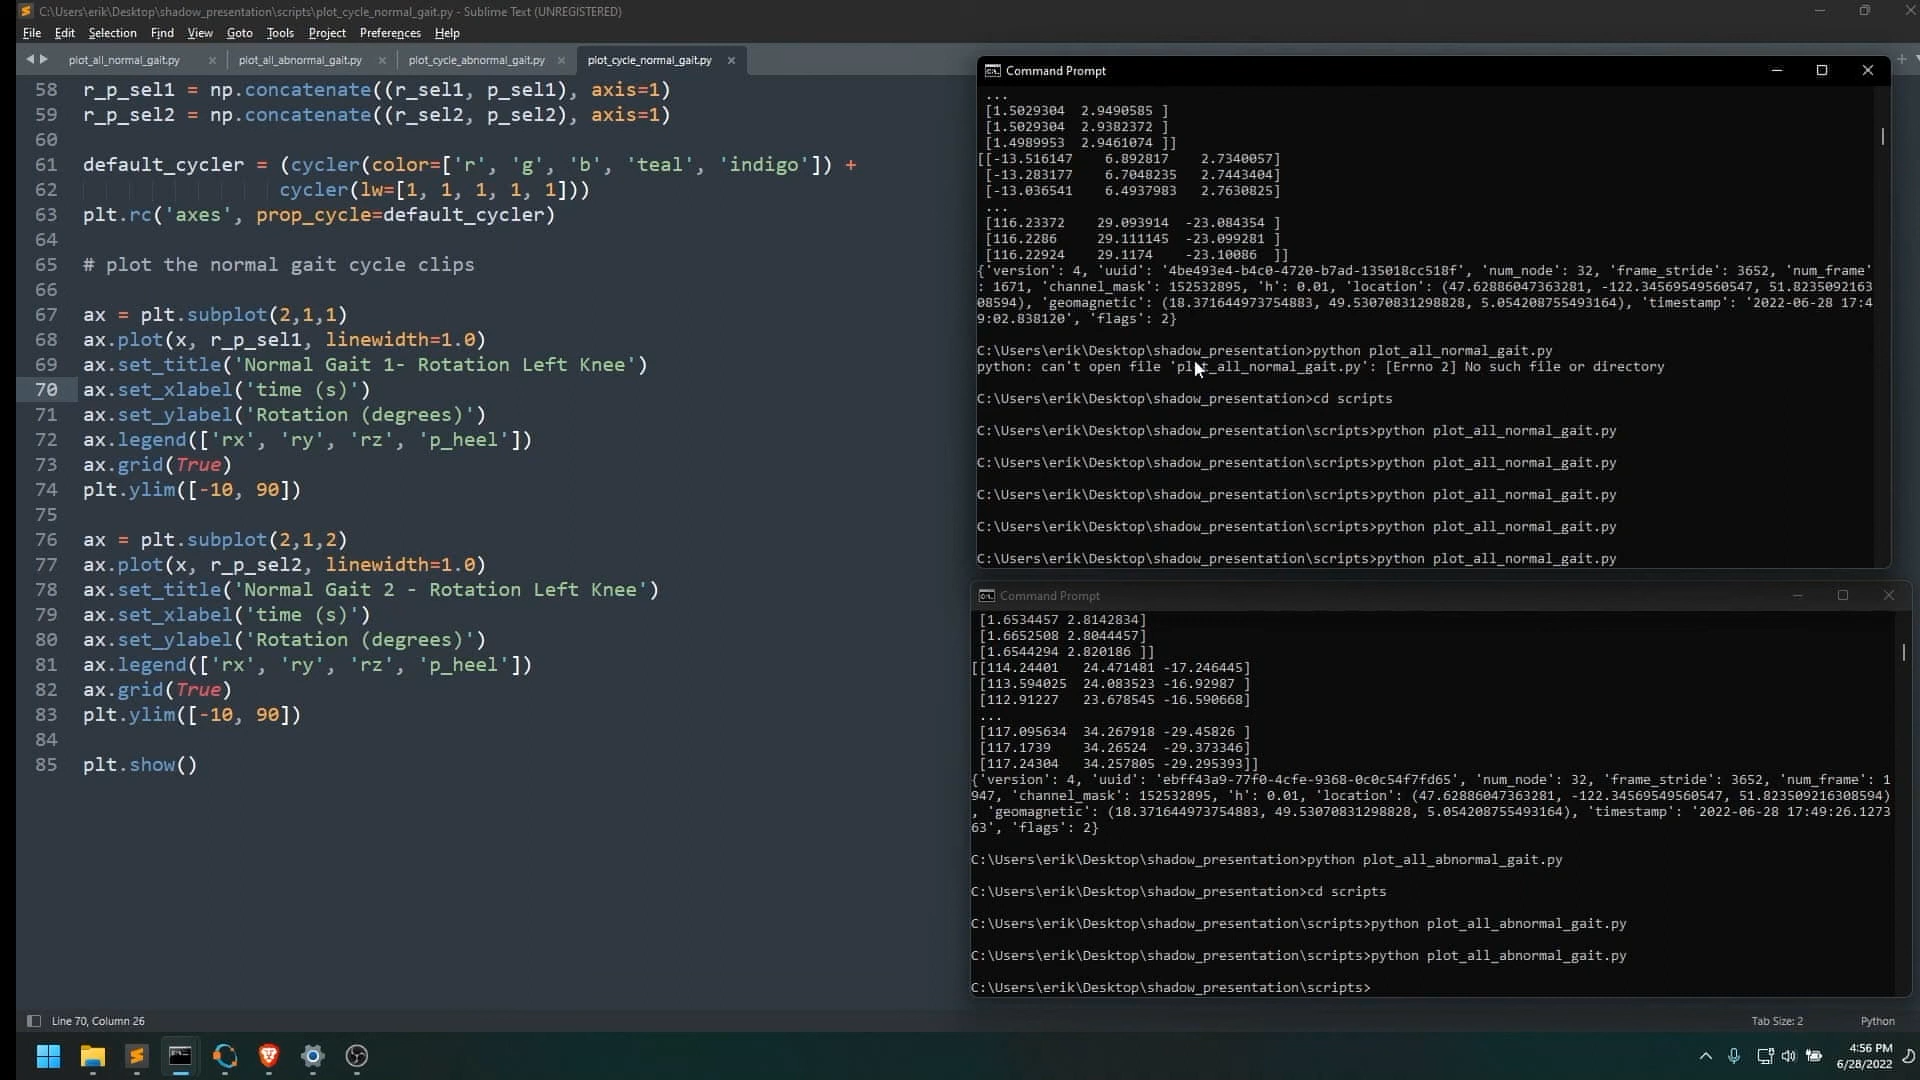 C:\Users\erik\Desktop\shadow_presentation\scripts\plot_cycle_normal_gait.py - Sublime Text (UNREGISTERED)
File Edit Selection Find View Goto Tools Project Preferences Help
plot_all_normal_gait.py plot_all_abnormal_gait.py plot_cycle_abnormal_gait.py plot_cycle_normal_gait.py
58 r_p_sel1 = np.concatenate((r_sel1, p_sel1), axis=1)
59 r_p_sel2 = np.concatenate((r_sel2, p_sel2), axis=1)
60
61 default_cycler = (cycler(color=['r', 'g', 'b', 'teal', 'indigo']) +
62 cycler(lw=[1, 1, 1, 1, 1]))
63 plt.rc('axes', prop_cycle=default_cycler)
64
65 # plot the normal gait cycle clips
66
67 ax = plt.subplot(2,1,1)
68 ax.plot(x, r_p_sel1, linewidth=1.0)
69 ax.set_title('Normal Gait 1- Rotation Left Knee')
70 ax.set_xlabel('time (s)')
71 ax.set_ylabel('Rotation (degrees)')
72 ax.legend(['rx', 'ry', 'rz', 'p_heel'])
73 ax.grid(True)
74 plt.ylim([-10, 90])
75
76 ax = plt.subplot(2,1,2)
77 ax.plot(x, r_p_sel2, linewidth=1.0)
78 ax.set_title('Normal Gait 2 - Rotation Left Knee')
79 ax.set_xlabel('time (s)')
80 ax.set_ylabel('Rotation (degrees)')
81 ax.legend(['rx', 'ry', 'rz', 'p_heel'])
82 ax.grid(True)
83 plt.ylim([-10, 90])
84
85 plt.show()
Command Prompt
...
[1.5029304 2.9490585 ]
[1.5029304 2.9382372 ]
[1.4989953 2.9461074 ]]
[[-13.516147 6.892817 2.7340057]
[-13.283177 6.7048235 2.7443404]
[-13.036541 6.4937983 2.7630825]
...
[116.23372 29.093914 -23.084354 ]
[116.2286 29.111145 -23.099281 ]
[116.22924 29.1174 -23.10086 ]]
{'version': 4, 'uuid': '4be493e4-b4c0-4720-b7ad-135018cc518f', 'num_node': 32, 'frame_stride': 3652, 'num_frame'
: 1671, 'channel_mask': 152532895, 'h': 0.01, 'location': (47.62886047363281, -122.34569549560547, 51.8235092163
08594), 'geomagnetic': (18.371644973754883, 49.53070831298828, 5.054208755493164), 'timestamp': '2022-06-28 17:4
9:02.838120', 'flags': 2}
C:\Users\erik\Desktop\shadow_presentation>python plot_all_normal_gait.py
python: can't open file 'plot_all_normal_gait.py': [Errno 2] No such file or directory
C:\Users\erik\Desktop\shadow_presentation>cd scripts
C:\Users\erik\Desktop\shadow_presentation\scripts>python plot_all_normal_gait.py
C:\Users\erik\Desktop\shadow_presentation\scripts>python plot_all_normal_gait.py
C:\Users\erik\Desktop\shadow_presentation\scripts>python plot_all_normal_gait.py
C:\Users\erik\Desktop\shadow_presentation\scripts>python plot_all_normal_gait.py
C:\Users\erik\Desktop\shadow_presentation\scripts>python plot_all_normal_gait.py
Command Prompt
[1.6534457 2.8142834]
[1.6652508 2.8044457]
[1.6544294 2.820186 ]]
[[114.24401 24.471481 -17.246445]
[113.594025 24.083523 -16.92987 ]
[112.91227 23.678545 -16.590668]
...
[117.095634 34.267918 -29.45826 ]
[117.1739 34.26524 -29.373346]
[117.24304 34.257805 -29.295393]]
{'version': 4, 'uuid': 'ebff43a9-77f0-4cfe-9368-0c0c54f7fd65', 'num_node': 32, 'frame_stride': 3652, 'num_frame': 1
947, 'channel_mask': 152532895, 'h': 0.01, 'location': (47.62886047363281, -122.34569549560547, 51.823509216308594)
, 'geomagnetic': (18.371644973754883, 49.53070831298828, 5.054208755493164), 'timestamp': '2022-06-28 17:49:26.1273
63', 'flags': 2}
C:\Users\erik\Desktop\shadow_presentation>python plot_all_abnormal_gait.py
C:\Users\erik\Desktop\shadow_presentation>cd scripts
C:\Users\erik\Desktop\shadow_presentation\scripts>python plot_all_abnormal_gait.py
C:\Users\erik\Desktop\shadow_presentation\scripts>python plot_all_abnormal_gait.py
C:\Users\erik\Desktop\shadow_presentation\scripts>
Line 70, Column 26 Tab Size: 2 Python
4:56 PM
6/28/2022